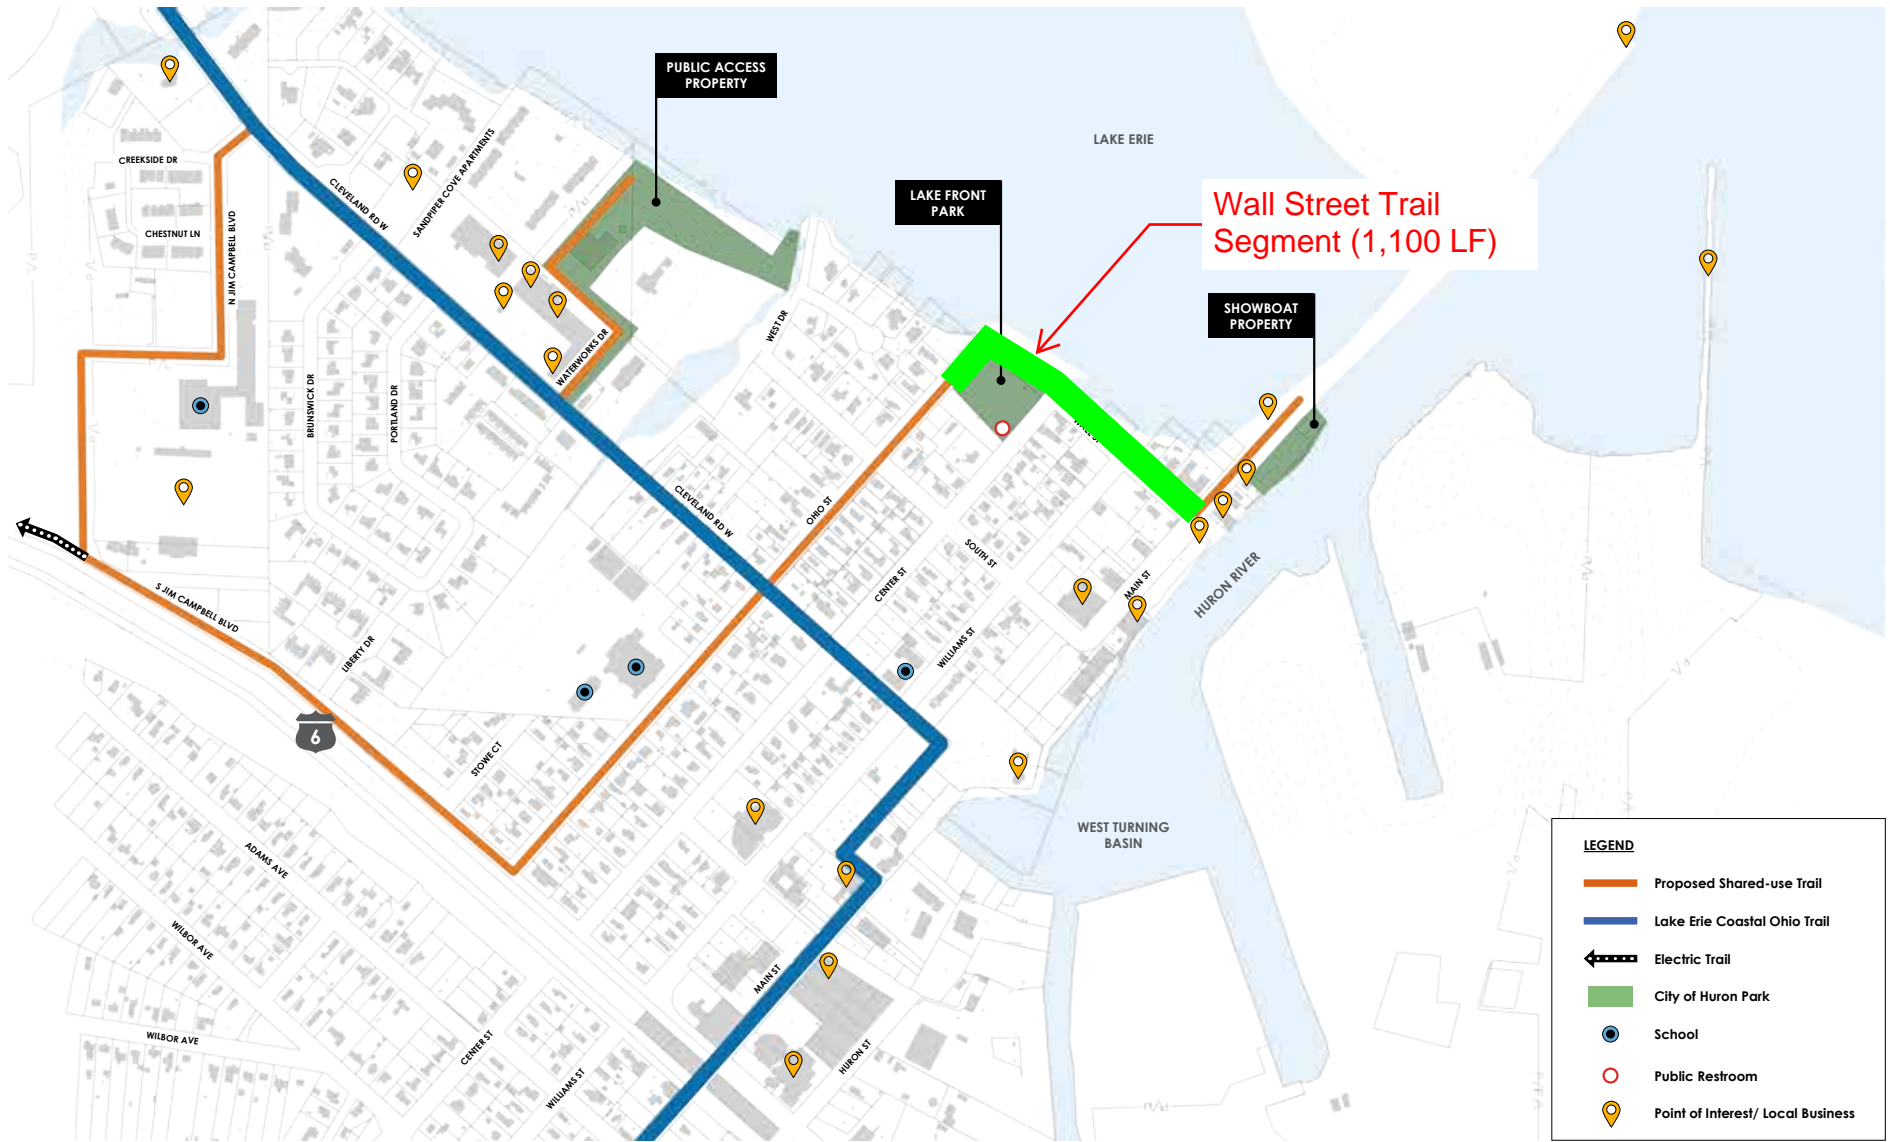 PUBLIC ACCESS
PROPERTY
LAKE ERIE
CREEKSIDE DR
CLEVELAND RD W
SANDPIPER COVE APARTMENTS
LAKE FRONT
PARK
Wall Street Trail
Segment (1,100 LF)
CHESTNUT LN
N JIM CAMPBELL BLVD
SHOWBOAT
PROPERTY
WEST DR
WATERWORKS DR
BRUNSWICK DR
PORTLAND DR
OHIO ST
CLEVELAND RD W
SOUTH ST
CENTER ST
MAIN ST
HURON RIVER
S JIM CAMPBELL BLVD
LIBERTY DR
WILLIAMS ST
6
STOWE CT
WEST TURNING
BASIN
ADAMS AVE
WILBOR AVE
MAIN ST
WILBOR AVE
CENTER ST
HURON ST
WILLIAMS ST
LEGEND
Proposed Shared-use Trail
Lake Erie Coastal Ohio Trail
Electric Trail
City of Huron Park
School
Public Restroom
Point of Interest/ Local Business